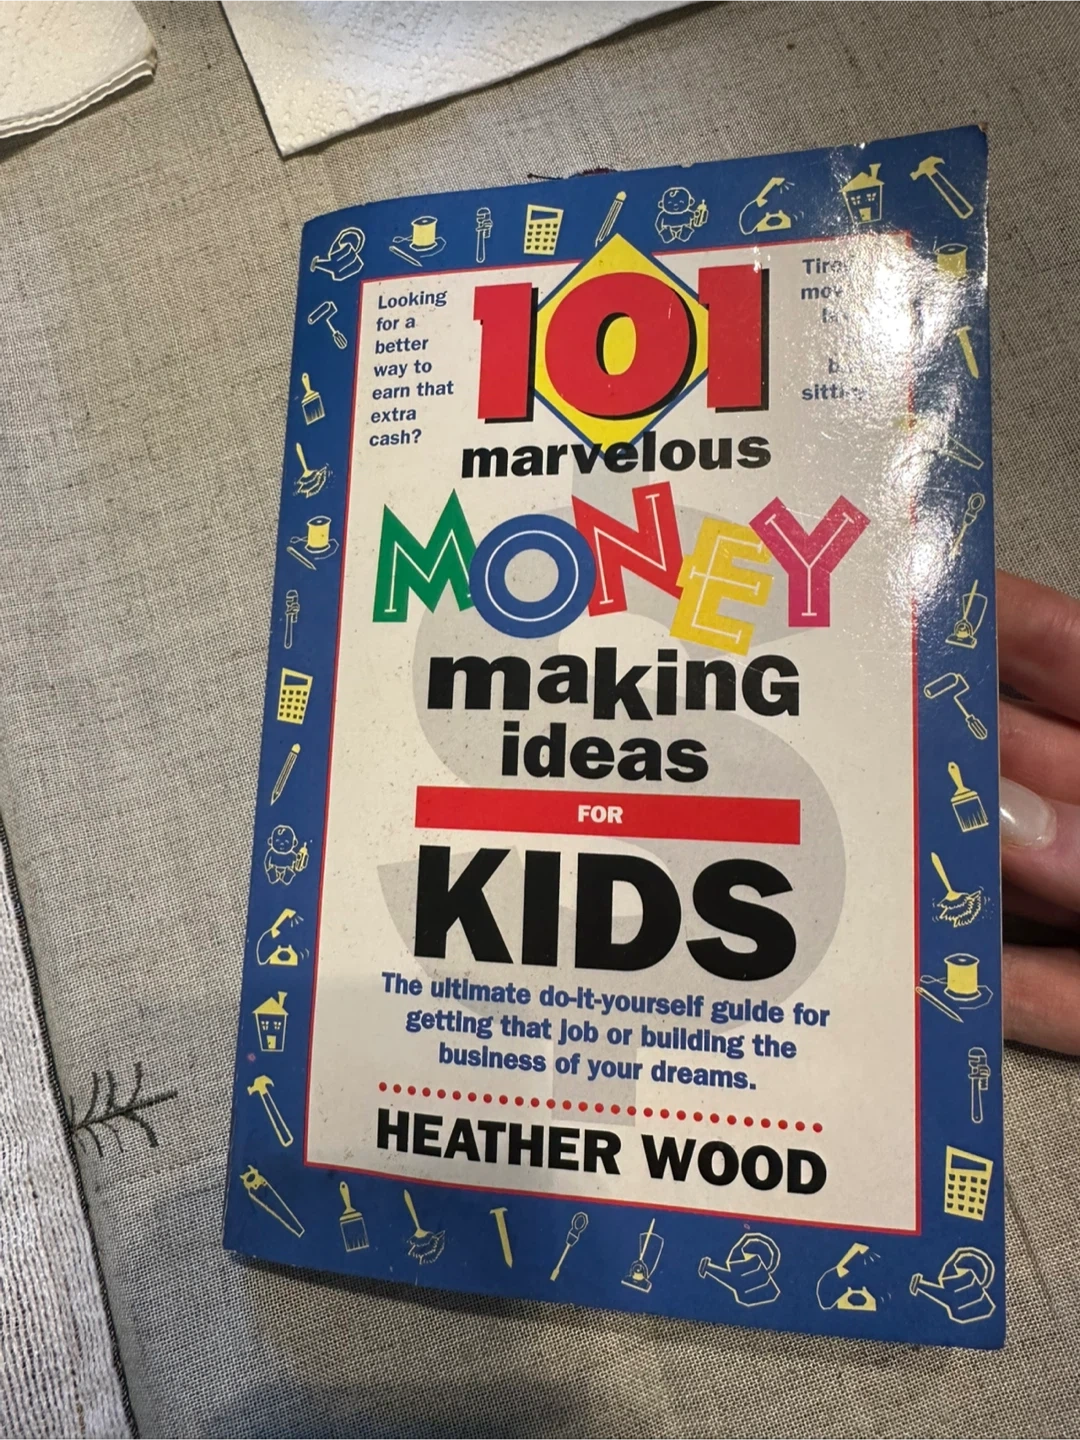 Looking
for a
better
way to
earn that
extra
cash?
101
marvelous
MONEY
making
ideas
FOR
KIDS
The ultimate do-it-yourself guide for
getting that job or building the
business of your dreams.
HEATHER WOOD